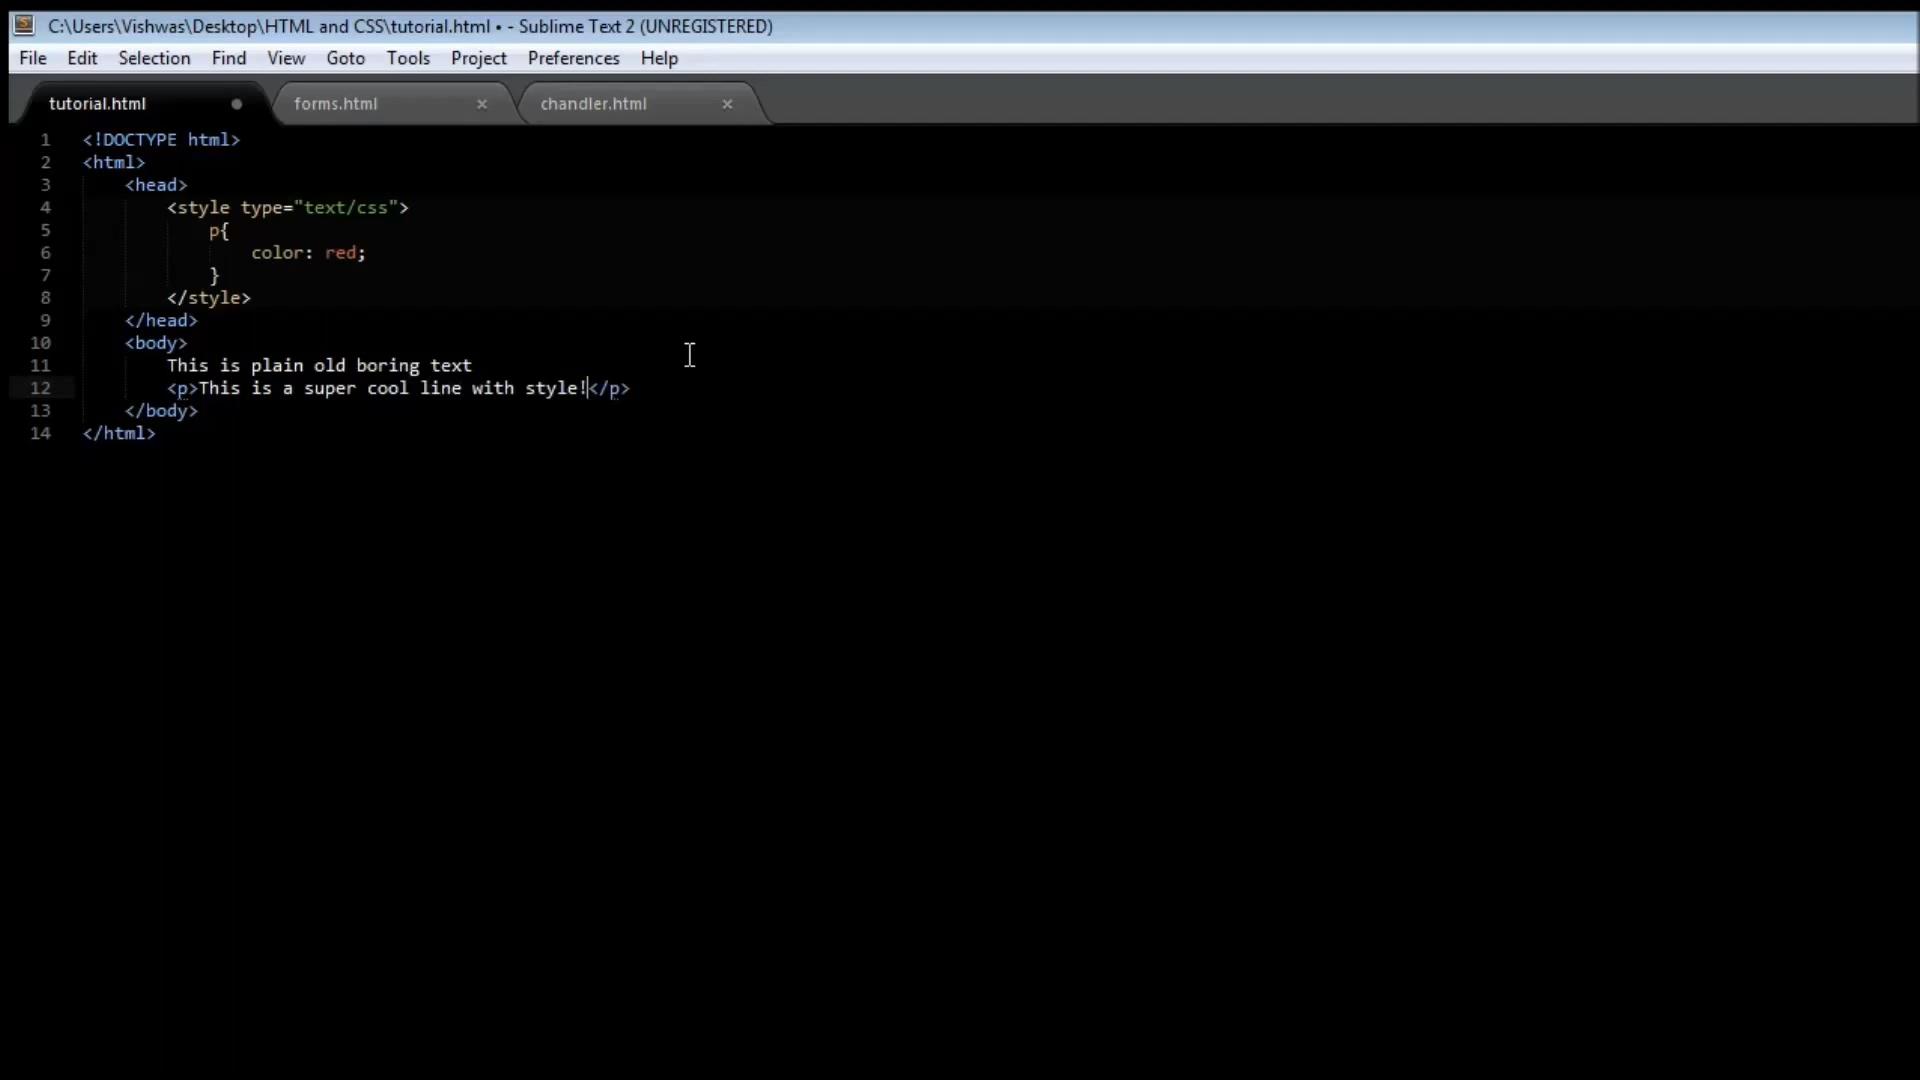 C:\Users\Vishwas\Desktop\HTML and CSS\tutorial.html • - Sublime Text 2 (UNREGISTERED)
File Edit Selection Find View Goto Tools Project Preferences Help
tutorial.html forms.html chandler.html
1 <!DOCTYPE html>
2 <html>
3 <head>
4 <style type="text/css">
5 p{
6 color: red;
7 }
8 </style>
9 </head>
10 <body>
11 This is plain old boring text
12 <p>This is a super cool line with style!</p>
13 </body>
14 </html>